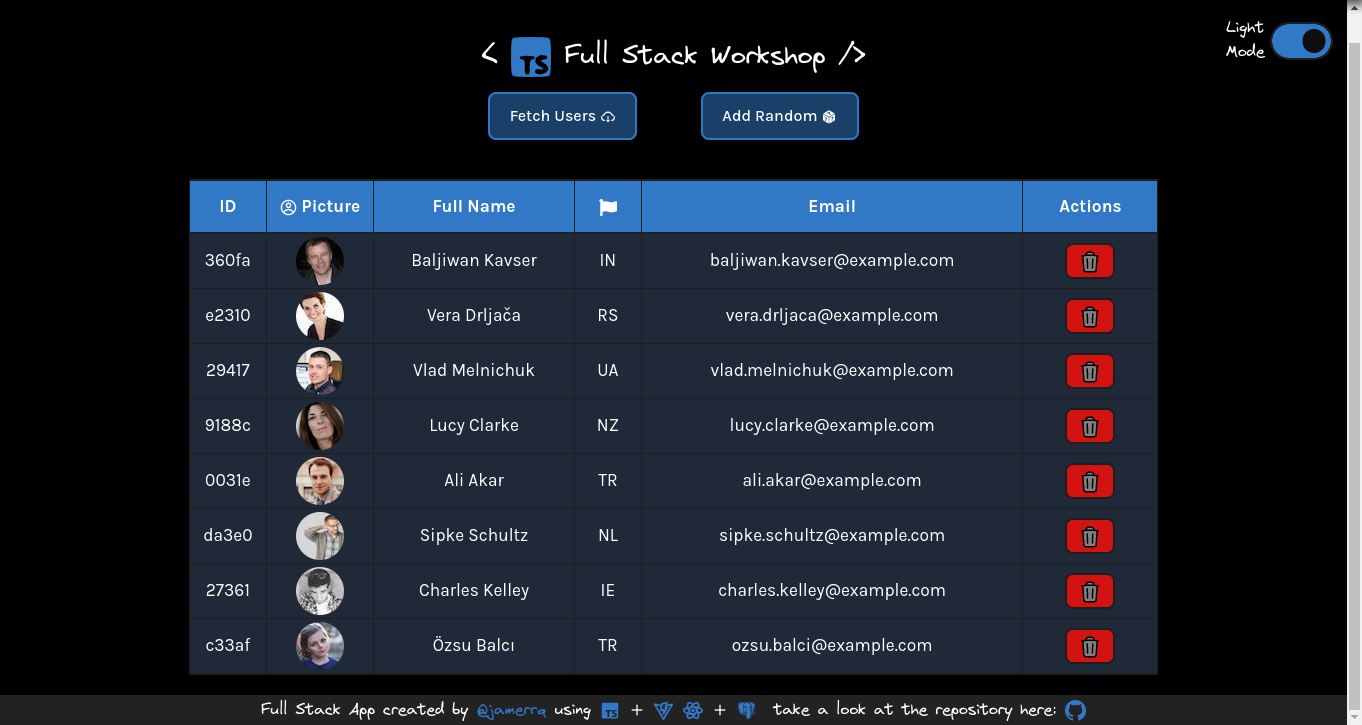 Light
Mode
< TS Full Stack Workshop />
Fetch Users
Add Random
ID Picture Full Name Email Actions
360fa Baljiwan Kavser IN baljiwan.kavser@example.com
e2310 Vera Drljača RS vera.drljaca@example.com
29417 Vlad Melnichuk UA vlad.melnichuk@example.com
9188c Lucy Clarke NZ lucy.clarke@example.com
0031e Ali Akar TR ali.akar@example.com
da3e0 Sipke Schultz NL sipke.schultz@example.com
27361 Charles Kelley IE charles.kelley@example.com
c33af Özsu Balcı TR ozsu.balci@example.com
Full Stack App created by @jamerrq using TS + + take a look at the repository here: